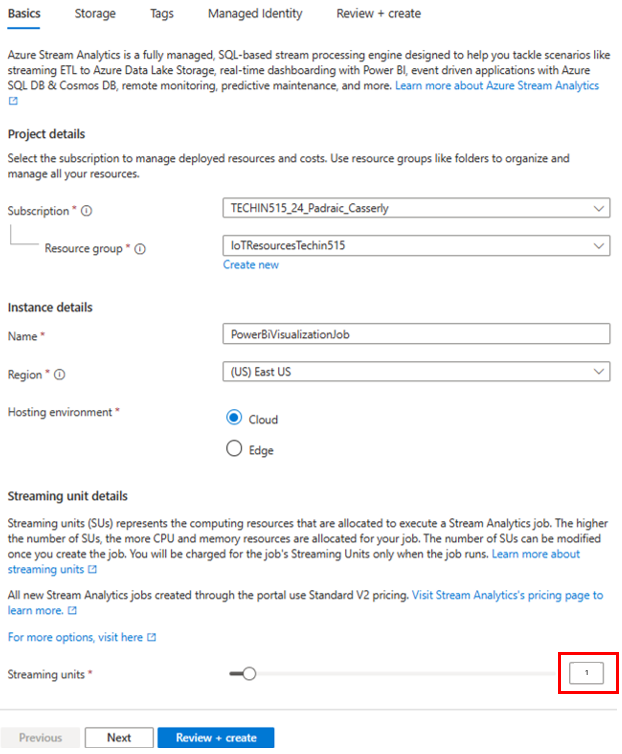 Basics Storage Tags Managed Identity Review + create
Azure Stream Analytics is a fully managed, SQL-based stream processing engine designed to help you tackle scenarios like
streaming ETL to Azure Data Lake Storage, real-time dashboarding with Power BI, event driven applications with Azure
SQL DB & Cosmos DB, remote monitoring, predictive maintenance, and more. Learn more about Azure Stream Analytics
Project details
Select the subscription to manage deployed resources and costs. Use resource groups like folders to organize and
manage all your resources.
Subscription * TECHIN515_24_Padraic_Casserly
Resource group * IoTResourcesTechin515
Create new
Instance details
Name * PowerBiVisualizationJob
Region * (US) East US
Hosting environment * Cloud
Edge
Streaming unit details
Streaming units (SUs) represents the computing resources that are allocated to execute a Stream Analytics job. The higher
the number of SUs, the more CPU and memory resources are allocated for your job. The number of SUs can be modified
once you create the job. You will be charged for the job's Streaming Units only when the job runs. Learn more about
streaming units
All new Stream Analytics jobs created through the portal use Standard V2 pricing. Visit Stream Analytics's pricing page to
learn more.
For more options, visit here
Streaming units * 1
Previous Next Review + create